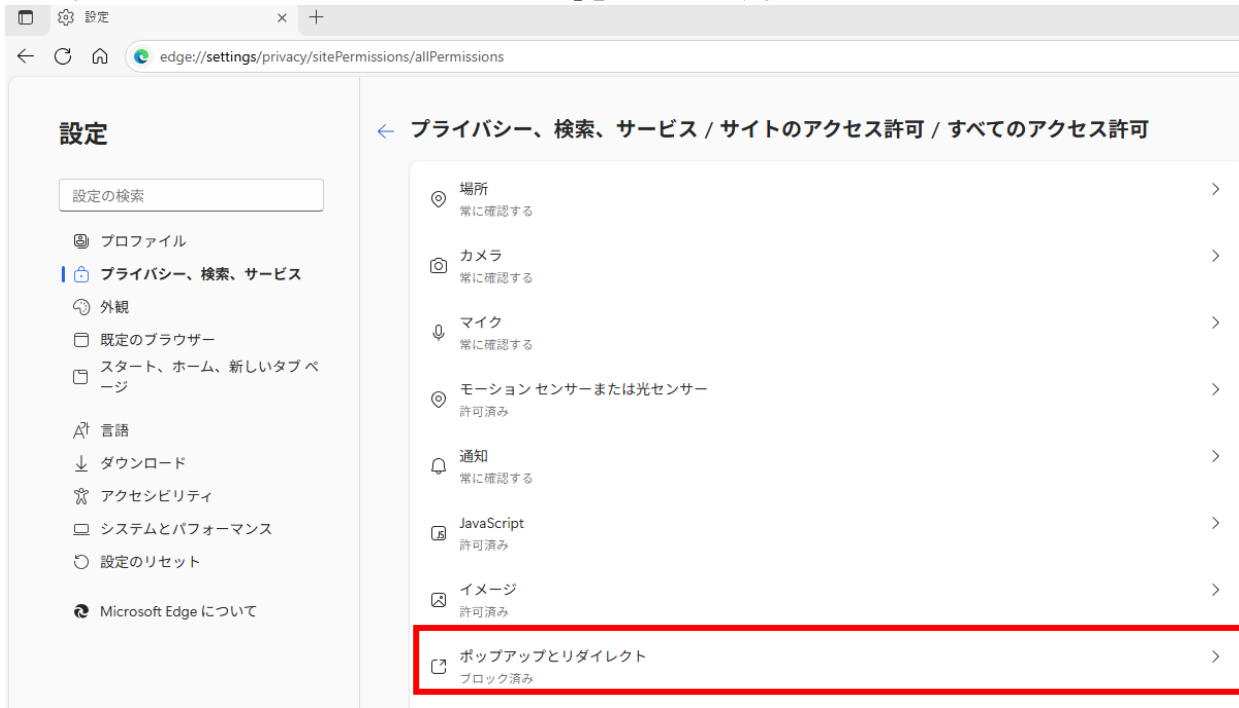 設定
edge://settings/privacy/sitePermissions/allPermissions
設定
設定の検索
プロファイル
プライバシー、検索、サービス
外観
既定のブラウザー
スタート、ホーム、新しいタブ ペ
ージ
言語
ダウンロード
アクセシビリティ
システムとパフォーマンス
設定のリセット
Microsoft Edge について
プライバシー、検索、サービス / サイトのアクセス許可 / すべてのアクセス許可
場所
常に確認する
カメラ
常に確認する
マイク
常に確認する
モーション センサーまたは光センサー
許可済み
通知
常に確認する
JavaScript
許可済み
イメージ
許可済み
ポップアップとリダイレクト
ブロック済み